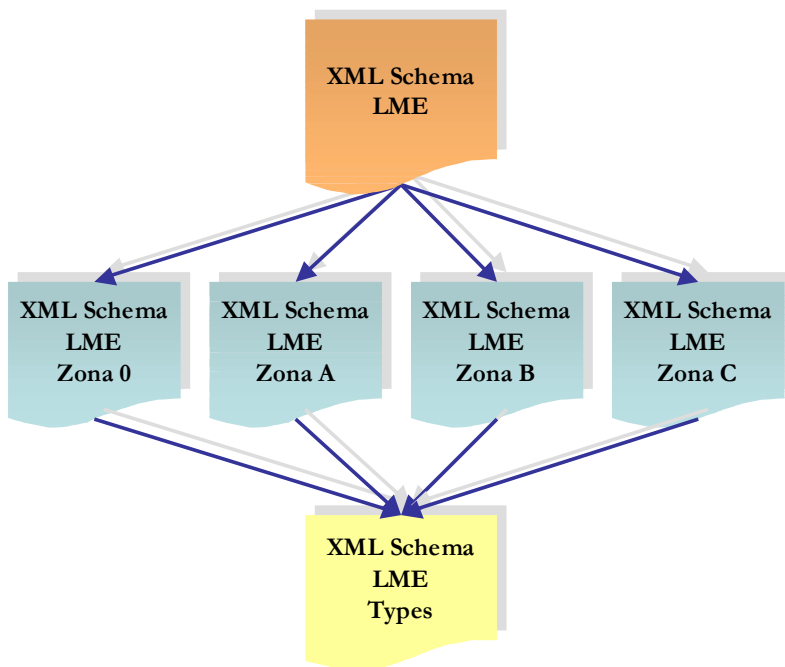 XML Schema
LME
XML Schema
LME
Zona 0
XML Schema
LME
Zona A
XML Schema
LME
Zona B
XML Schema
LME
Zona C
XML Schema
LME
Types